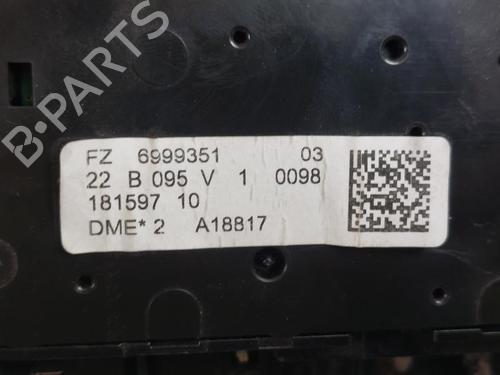 B-PARTS
FZ 6999351 03
22 B 095 V 1 0098
181597 10
DME* 2 A18817